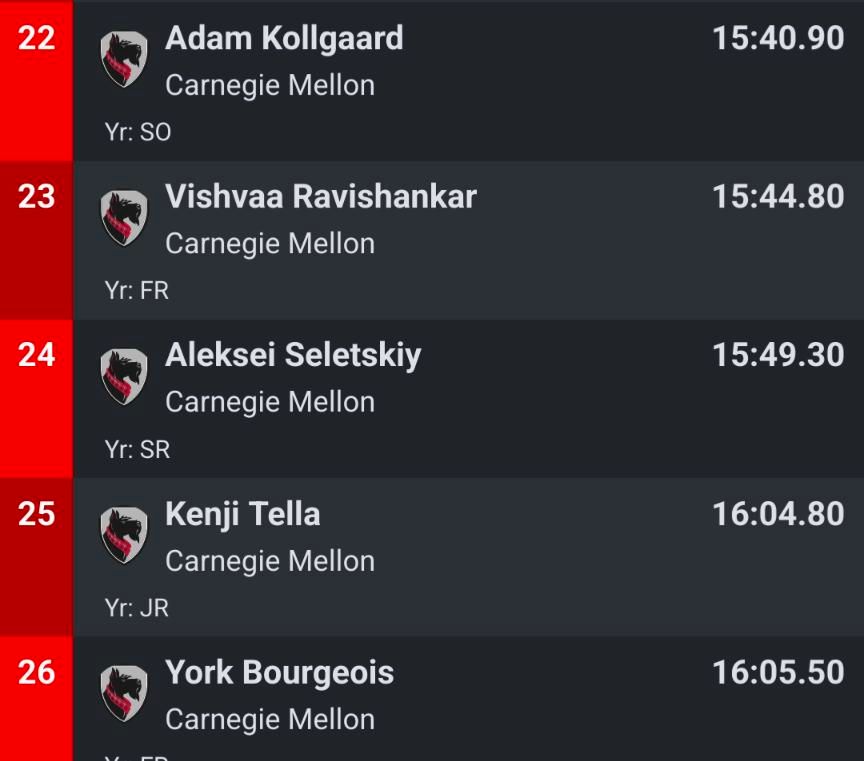 22
Adam Kollgaard 15:40.90
Carnegie Mellon
Yr: SO
23
Vishvaa Ravishankar 15:44.80
Carnegie Mellon
Yr: FR
24
Aleksei Seletskiy 15:49.30
Carnegie Mellon
Yr: SR
25
Kenji Tella 16:04.80
Carnegie Mellon
Yr: JR
26
York Bourgeois 16:05.50
Carnegie Mellon